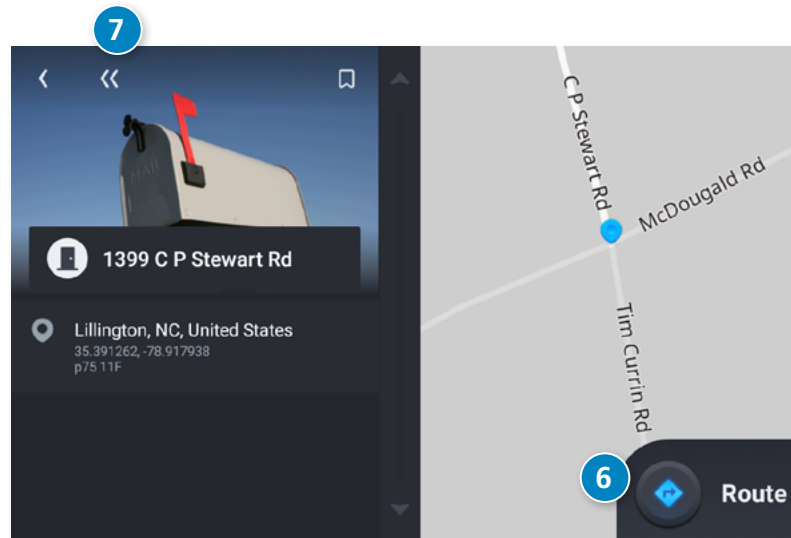 7
MAIL
1399 C P Stewart Rd
Lillington, NC, United States
35.391262, -78.917938
p75 11F
C P Stewart Rd
McDougald Rd
Tim Currin Rd
6
Route